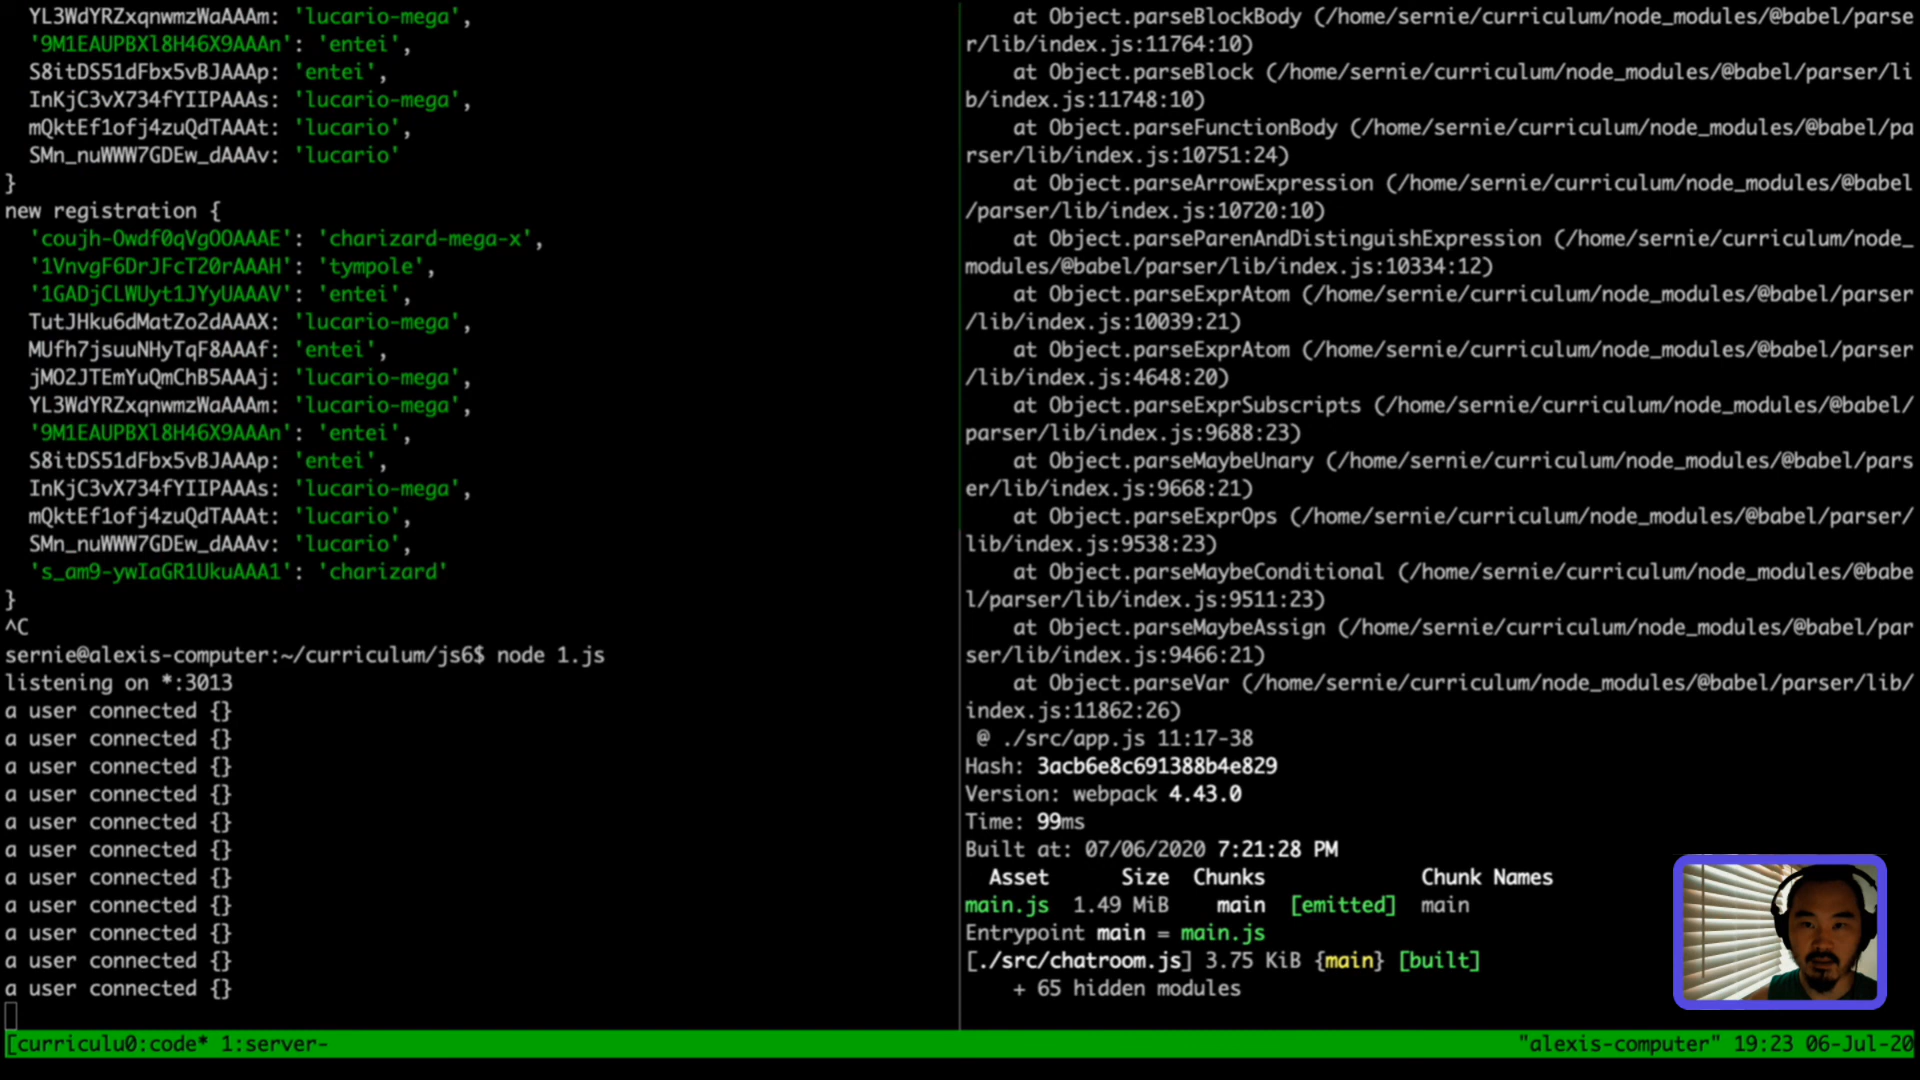 YL3WdYRZxqnwmzWaAAAm: 'lucario-mega',
'9M1EAUPBXl8H46X9AAAn': 'entei',
S8itDS51dFbx5vBJAAAp: 'entei',
InKjC3vX734fYIIPAAAs: 'lucario-mega',
mQktEf1ofj4zuQdTAAAt: 'lucario',
SMn_nuWWW7GDEw_dAAAv: 'lucario'
}
new registration {
'coujh-Owdf0qVgOOAAAE': 'charizard-mega-x',
'1VnvgF6DrJFcT20rAAAH': 'tympole',
'1GADjCLWUyt1JYyUAAAV': 'entei',
TutJHku6dMatZo2dAAAX: 'lucario-mega',
MUfh7jsuuNHyTqF8AAAf: 'entei',
jMO2JTEmYuQmChB5AAAj: 'lucario-mega',
YL3WdYRZxqnwmzWaAAAm: 'lucario-mega',
'9M1EAUPBXl8H46X9AAAn': 'entei',
S8itDS51dFbx5vBJAAAp: 'entei',
InKjC3vX734fYIIPAAAs: 'lucario-mega',
mQktEf1ofj4zuQdTAAAt: 'lucario',
SMn_nuWWW7GDEw_dAAAv: 'lucario',
's_am9-ywIaGR1UkuAAA1': 'charizard'
}
^C
sernie@alexis-computer:~/curriculum/js6$ node 1.js
listening on *:3013
a user connected {}
a user connected {}
a user connected {}
a user connected {}
a user connected {}
a user connected {}
a user connected {}
a user connected {}
a user connected {}
a user connected {}
a user connected {}
at Object.parseBlockBody (/home/sernie/curriculum/node_modules/@babel/parse
r/lib/index.js:11764:10)
at Object.parseBlock (/home/sernie/curriculum/node_modules/@babel/parser/li
b/index.js:11748:10)
at Object.parseFunctionBody (/home/sernie/curriculum/node_modules/@babel/pa
rser/lib/index.js:10751:24)
at Object.parseArrowExpression (/home/sernie/curriculum/node_modules/@babel
/parser/lib/index.js:10720:10)
at Object.parseParenAndDistinguishExpression (/home/sernie/curriculum/node_
modules/@babel/parser/lib/index.js:10334:12)
at Object.parseExprAtom (/home/sernie/curriculum/node_modules/@babel/parser
/lib/index.js:10039:21)
at Object.parseExprAtom (/home/sernie/curriculum/node_modules/@babel/parser
/lib/index.js:4648:20)
at Object.parseExprSubscripts (/home/sernie/curriculum/node_modules/@babel/
parser/lib/index.js:9688:23)
at Object.parseMaybeUnary (/home/sernie/curriculum/node_modules/@babel/pars
er/lib/index.js:9668:21)
at Object.parseExprOps (/home/sernie/curriculum/node_modules/@babel/parser/
lib/index.js:9538:23)
at Object.parseMaybeConditional (/home/sernie/curriculum/node_modules/@babe
l/parser/lib/index.js:9511:23)
at Object.parseMaybeAssign (/home/sernie/curriculum/node_modules/@babel/par
ser/lib/index.js:9466:21)
at Object.parseVar (/home/sernie/curriculum/node_modules/@babel/parser/lib/
index.js:11862:26)
@ ./src/app.js 11:17-38
Hash: 3acb6e8c691388b4e829
Version: webpack 4.43.0
Time: 99ms
Built at: 07/06/2020 7:21:28 PM
Asset Size Chunks Chunk Names
main.js 1.49 MiB main [emitted] main
Entrypoint main = main.js
[./src/chatroom.js] 3.75 KiB {main} [built]
+ 65 hidden modules
[curriculu0:code* 1:server- "alexis-computer" 19:23 06-Jul-20